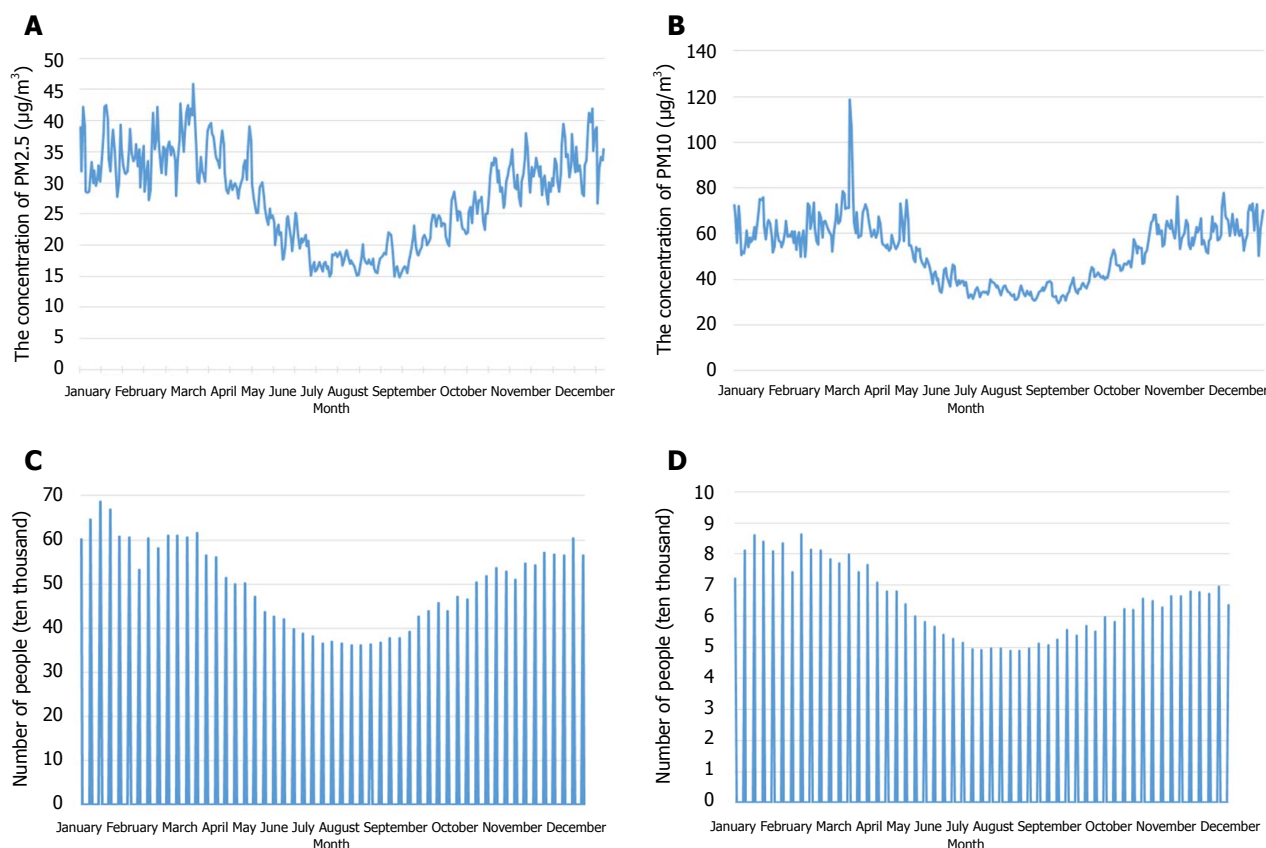 A
The concentration of PM2.5 (μg/m³)
50
45
40
35
30
25
20
15
10
5
0
January February March April May June July August September October November December
Month
B
The concentration of PM10 (μg/m³)
140
120
100
80
60
40
20
0
January February March April May June July August September October November December
Month
C
Number of people (ten thousand)
70
60
50
40
30
20
10
0
January February March April May June July August September October November December
Month
D
Number of people (ten thousand)
10
9
8
7
6
5
4
3
2
1
0
January February March April May June July August September October November December
Month